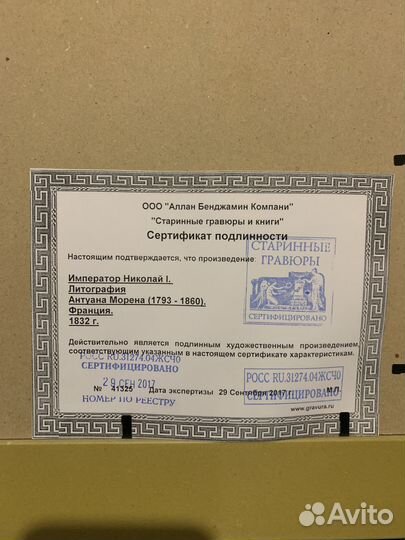 ООО "Аллан Бенджамин Компани"
"Старинные гравюры и книги"
Сертификат подлинности
Настоящим подтверждается, что произведение:
СТАРИННЫЕ
ГРАВЮРЫ
СЕРТИФИЦИРОВАНО
Император Николай I.
Литография
Антуана Морена (1793 - 1860).
Франция.
1832 г.
Действительно является подлинным художественным произведением,
соответствующим указанным в настоящем сертификате характеристикам.
РОСС RU.31274.04ЖСЧ0
СЕРТИФИЦИРОВАНО
29 СЕН 2017
№ 41325 Дата экспертизы 29 Сентября 2017 г. М.П.
НОМЕР ПО РЕЕСТРУ
РОСС RU.31274.04ЖСЧ0
СЕРТИФИЦИРОВАНО
www.gravura.ru
Avito